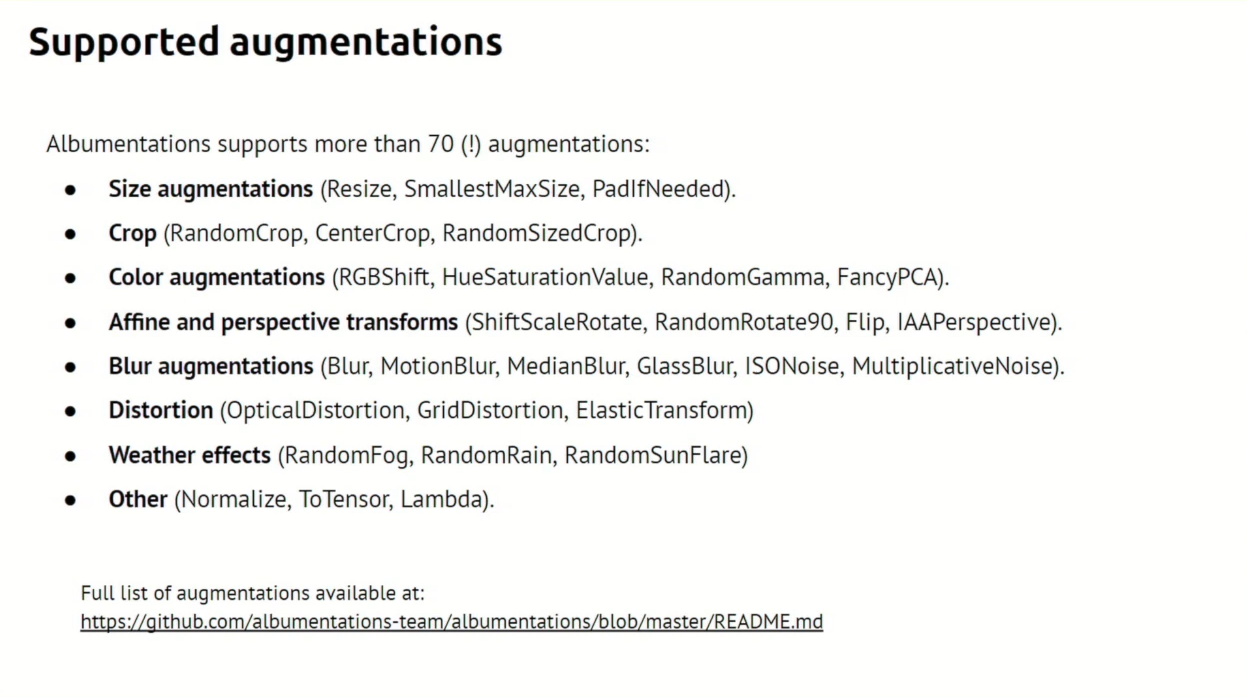 Supported augmentations
Albumentations supports more than 70 (!) augmentations:
● Size augmentations (Resize, SmallestMaxSize, PadIfNeeded).
● Crop (RandomCrop, CenterCrop, RandomSizedCrop).
● Color augmentations (RGBShift, HueSaturationValue, RandomGamma, FancyPCA).
● Affine and perspective transforms (ShiftScaleRotate, RandomRotate90, Flip, IAAPerspective).
● Blur augmentations (Blur, MotionBlur, MedianBlur, GlassBlur, ISONoise, MultiplicativeNoise).
● Distortion (OpticalDistortion, GridDistortion, ElasticTransform)
● Weather effects (RandomFog, RandomRain, RandomSunFlare)
● Other (Normalize, ToTensor, Lambda).
Full list of augmentations available at:
https://github.com/albumentations-team/albumentations/blob/master/README.md